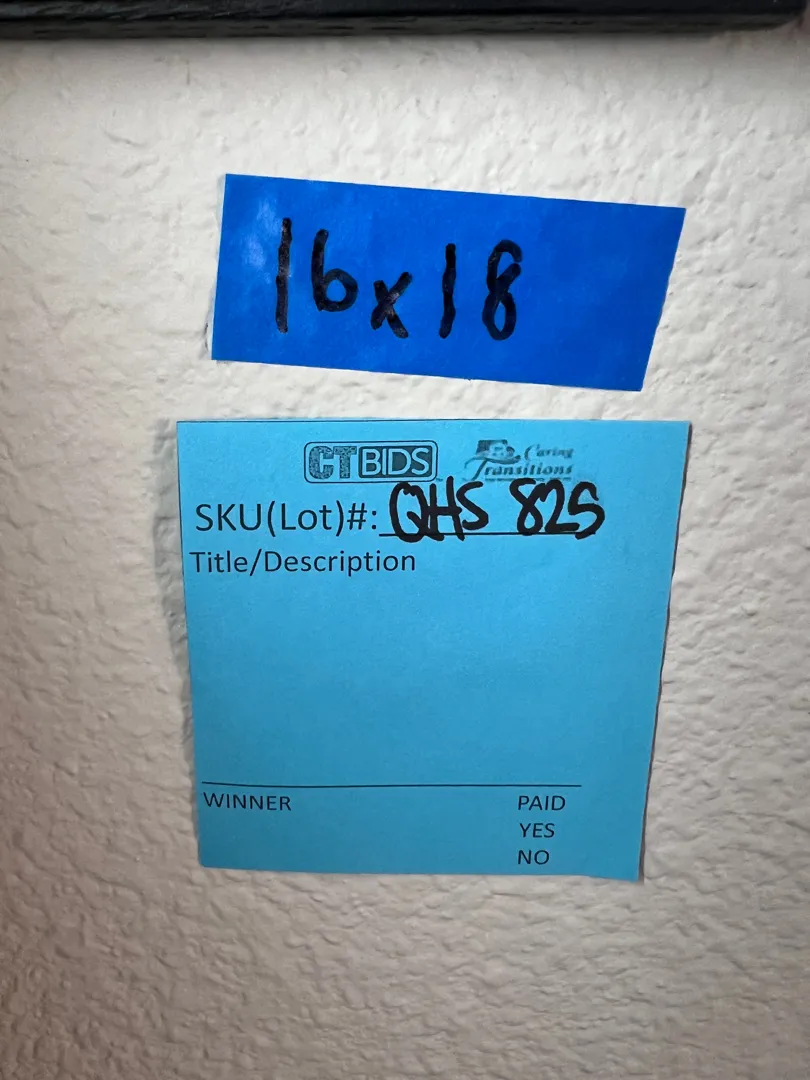 16x18
CTBIDS
Caring
Transitions
SKU(Lot)#: QHS 825
Title/Description
WINNER
PAID
YES
NO